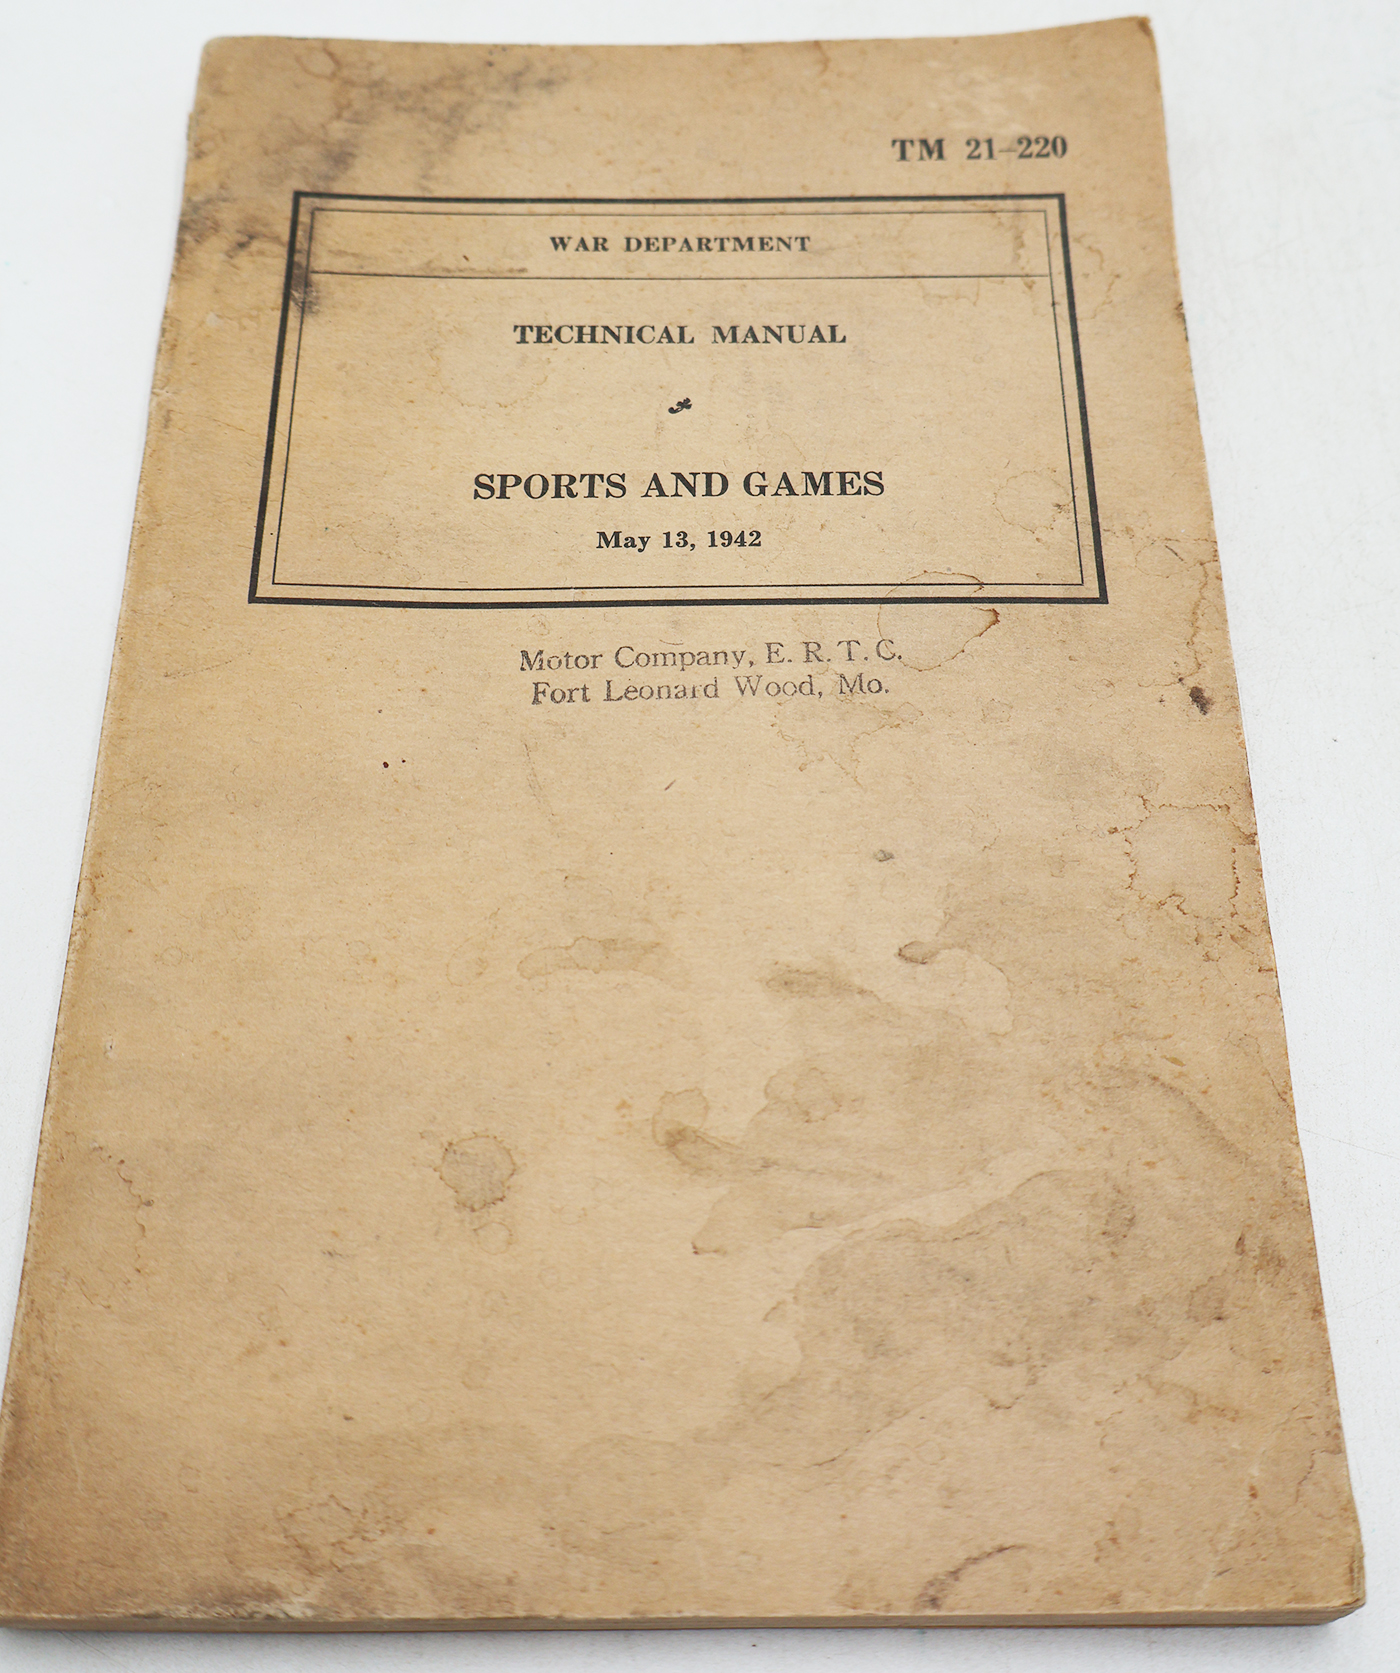 TM 21–220
WAR DEPARTMENT
TECHNICAL MANUAL
SPORTS AND GAMES
May 13, 1942
Motor Company, E. R. T. C.
Fort Leonard Wood, Mo.